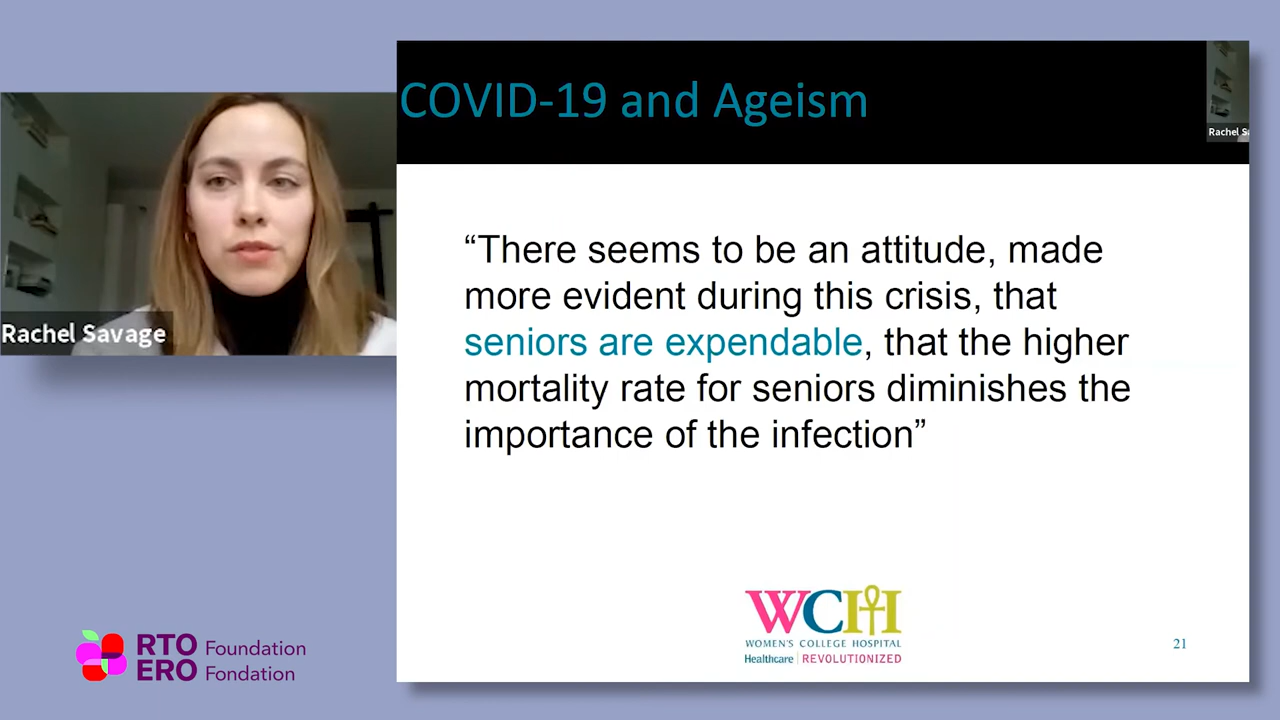 COVID-19 and Ageism
Rachel S
Rachel Savage
“There seems to be an attitude, made
more evident during this crisis, that
seniors are expendable, that the higher
mortality rate for seniors diminishes the
importance of the infection”
WCH
WOMEN'S COLLEGE HOSPITAL
Healthcare | REVOLUTIONIZED
21
RTO Foundation
ERO Fondation